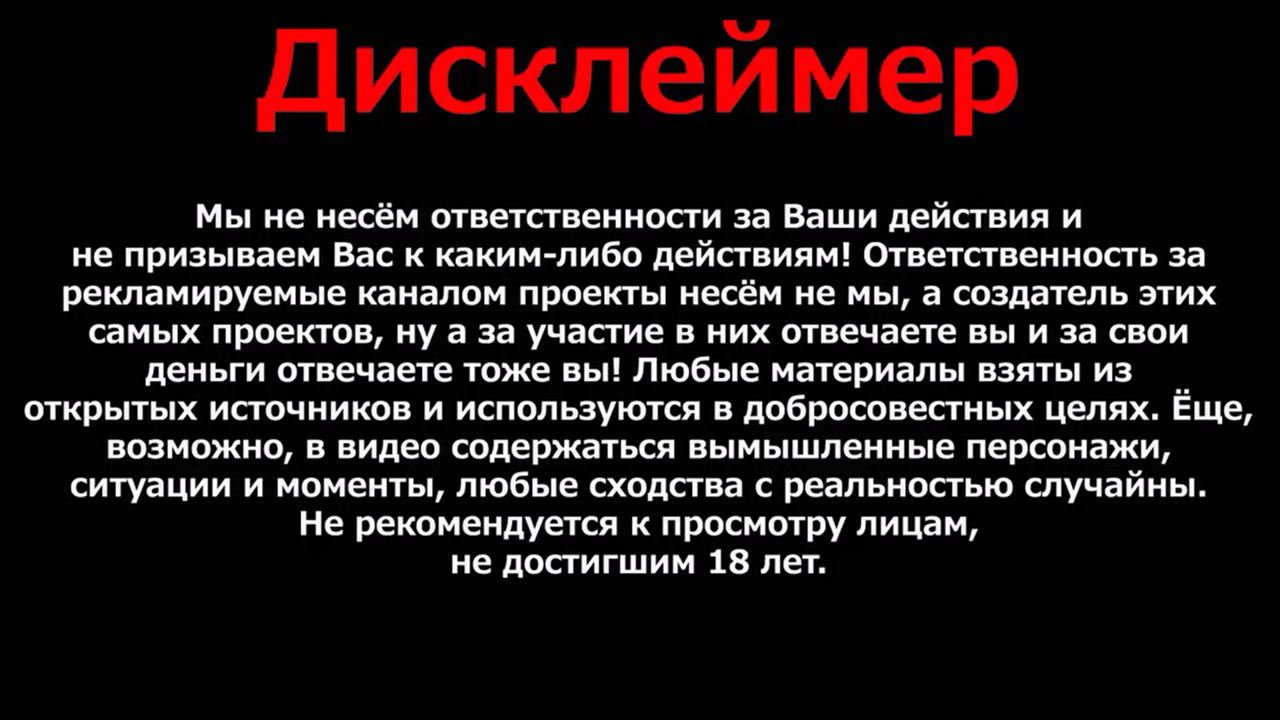 Дисклеймер
Мы не несём ответственности за Ваши действия и
не призываем Вас к каким-либо действиям! Ответственность за
рекламируемые каналом проекты несём не мы, а создатель этих
самых проектов, ну а за участие в них отвечаете вы и за свои
деньги отвечаете тоже вы! Любые материалы взяты из
открытых источников и используются в добросовестных целях. Ёще,
возможно, в видео содержаться вымышленные персонажи,
ситуации и моменты, любые сходства с реальностью случайны.
Не рекомендуется к просмотру лицам,
не достигшим 18 лет.